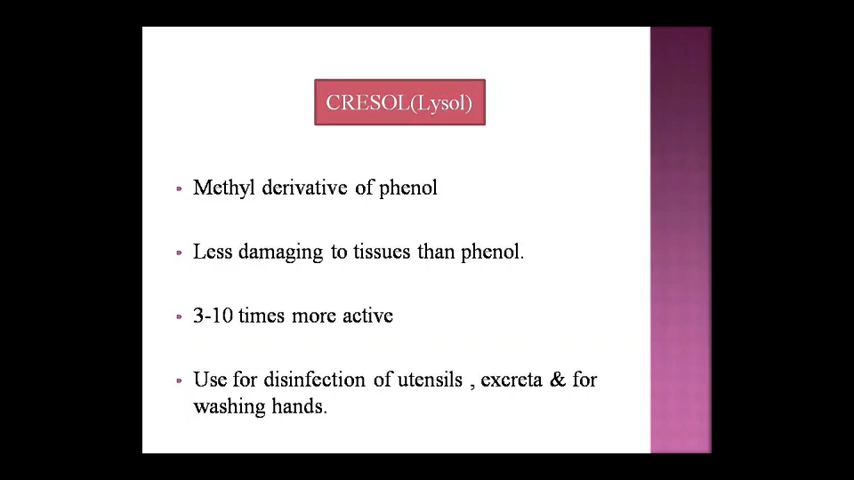 CRESOL(Lysol)
Methyl derivative of phenol
Less damaging to tissues than phenol.
3-10 times more active
Use for disinfection of utensils , excreta & for
washing hands.